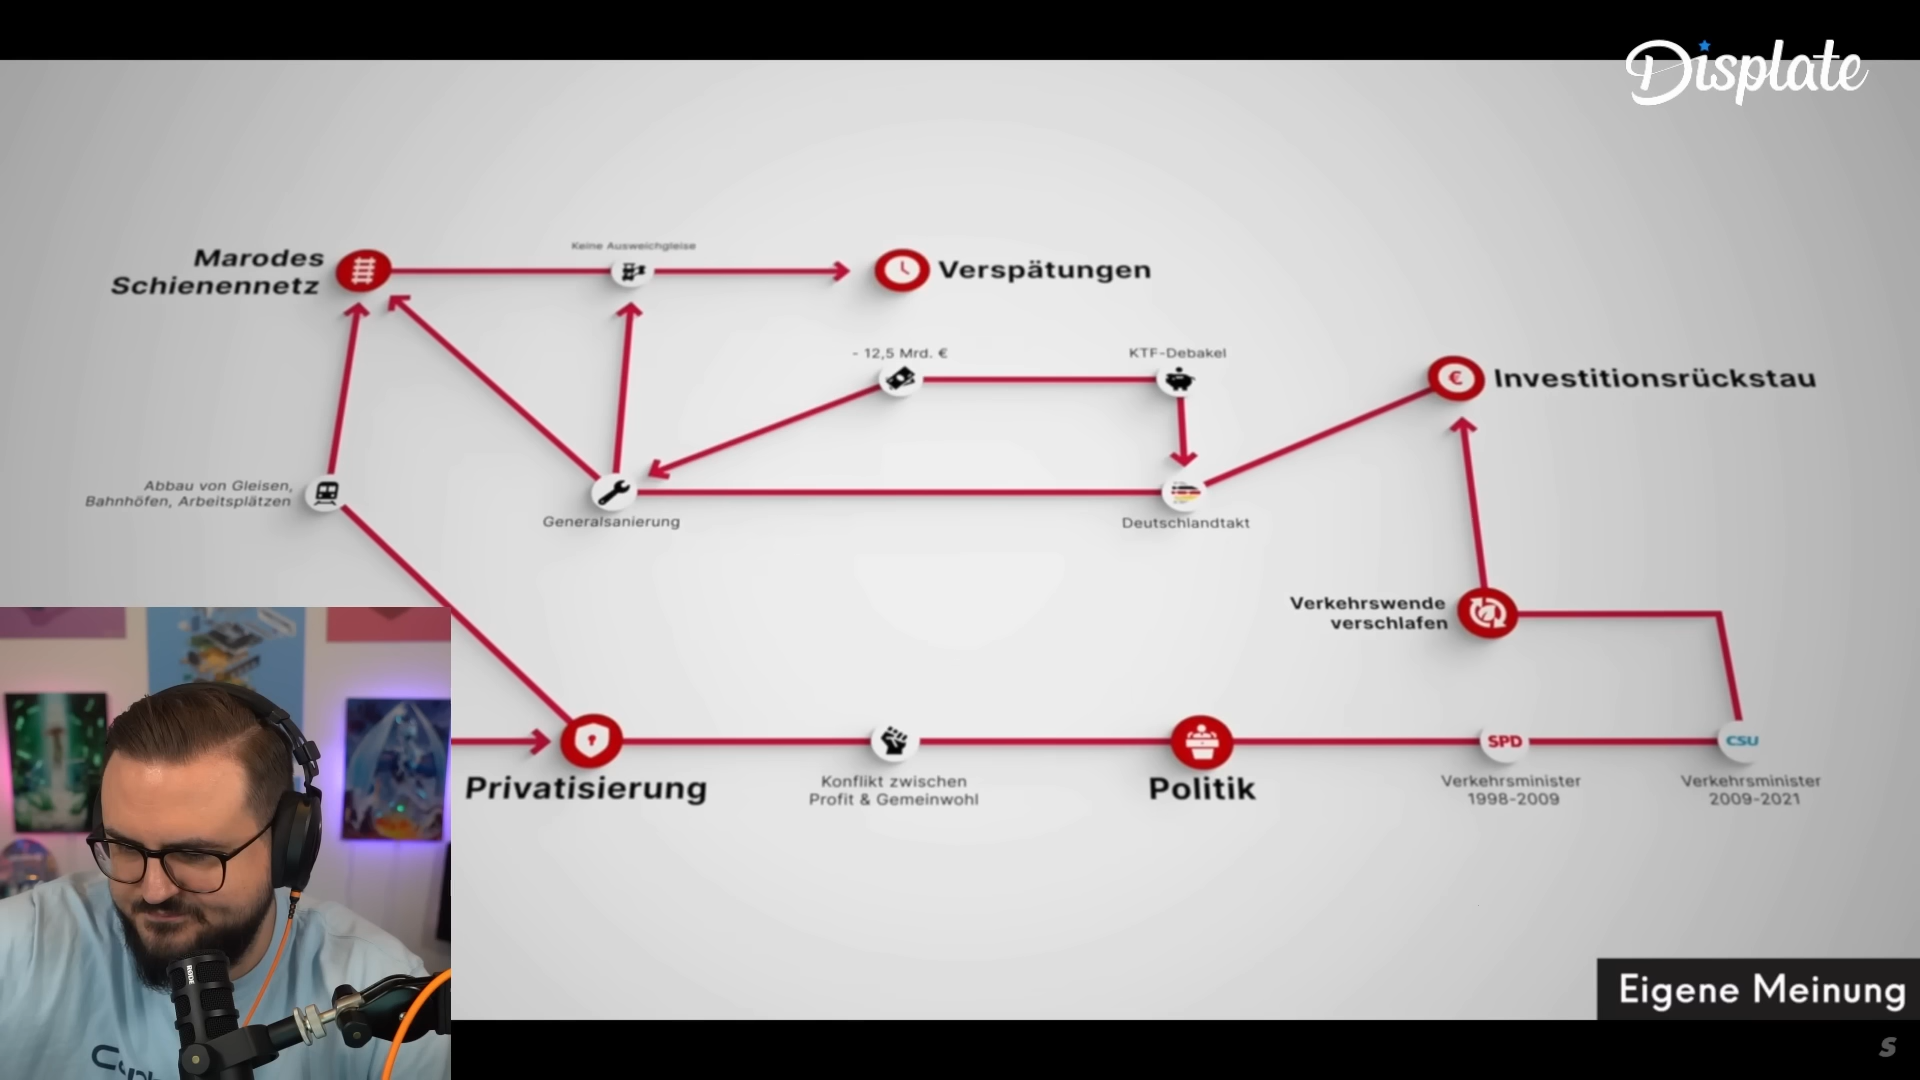 Displate
Marodes
Schienennetz
Keine Ausweichgleise
Verspätungen
- 12,5 Mrd. €
KTF-Debakel
€
Investitionsrückstau
Abbau von Gleisen,
Bahnhöfen, Arbeitsplätzen
Generalsanierung
Deutschlandtakt
Verkehrswende
verschlafen
SPD
CSU
Privatisierung
Konflikt zwischen
Profit & Gemeinwohl
Politik
Verkehrsminister
1998-2009
Verkehrsminister
2009-2021
Eigene Meinung
S
RØDE